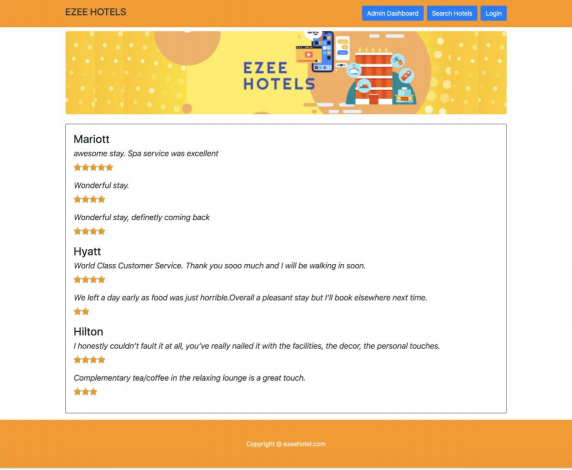 EZEE HOTELS
Admin Dashboard Search Hotels Login
EZEE
HOTELS
Mariott
awesome stay. Spa service was excellent
Wonderful stay.
Wonderful stay, definetly coming back
Hyatt
World Class Customer Service. Thank you sooo much and I will be walking in soon.
We left a day early as food was just horrible.Overall a pleasant stay but I'll book elsewhere next time.
Hilton
I honestly couldn't fault it at all, you've really nailed it with the facilities, the decor, the personal touches.
Complementary tea/coffee in the relaxing lounge is a great touch.
Copyright @ ezeehotel.com